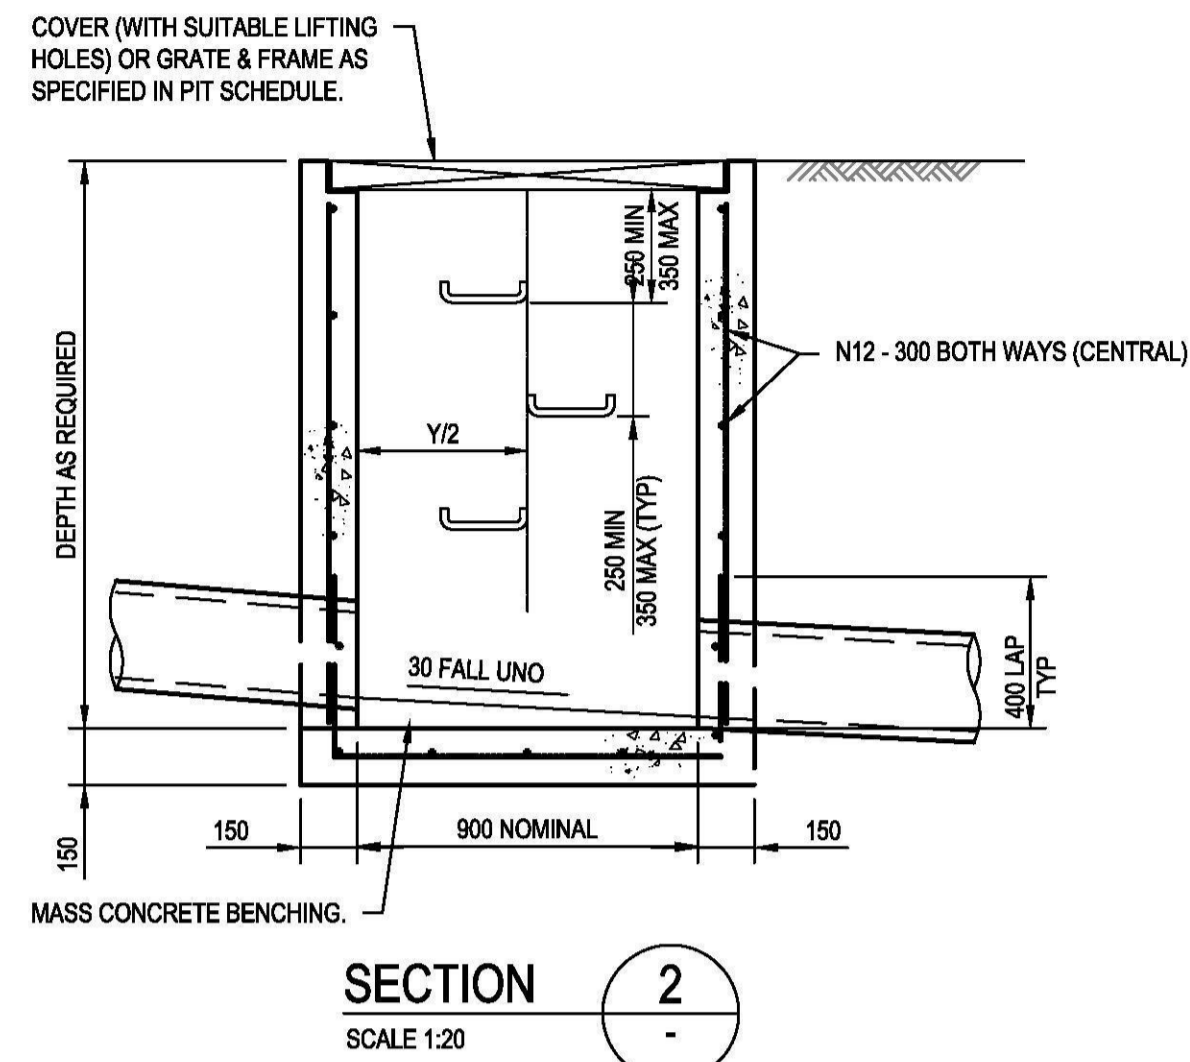 COVER (WITH SUITABLE LIFTING
HOLES) OR GRATE & FRAME AS
SPECIFIED IN PIT SCHEDULE.
250 MIN
350 MAX
N12 - 300 BOTH WAYS (CENTRAL)
DEPTH AS REQUIRED
Y/2
250 MIN
350 MAX (TYP)
30 FALL UNO
400 LAP
TYP
150
150
900 NOMINAL
150
MASS CONCRETE BENCHING.
SECTION
2
SCALE 1:20
-